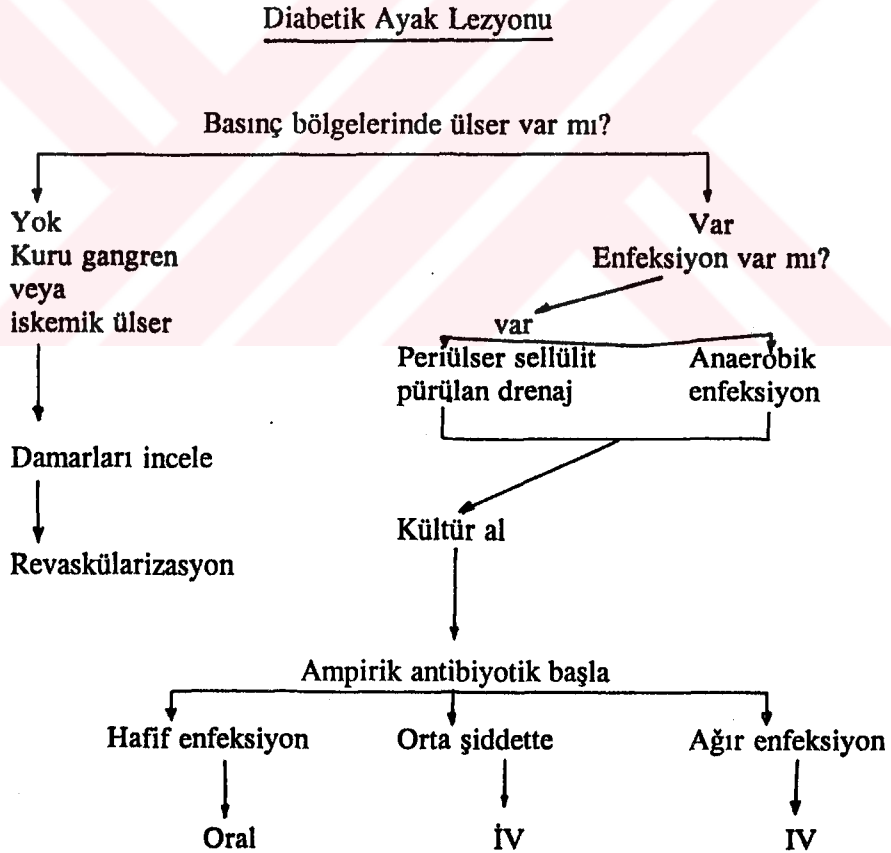 Diabetik Ayak Lezyonu
Basınç bölgelerinde ülser var mı?
Yok
Kuru gangren
veya
iskemik ülser
Damarları incele
Revaskülarizasyon
Var
Enfeksiyon var mı?
var
Periülser sellülit
pürülan drenaj
Anaerobik
enfeksiyon
Kültür al
Ampirik antibiyotik başla
Hafif enfeksiyon
Oral
Orta şiddette
İV
Ağır enfeksiyon
IV